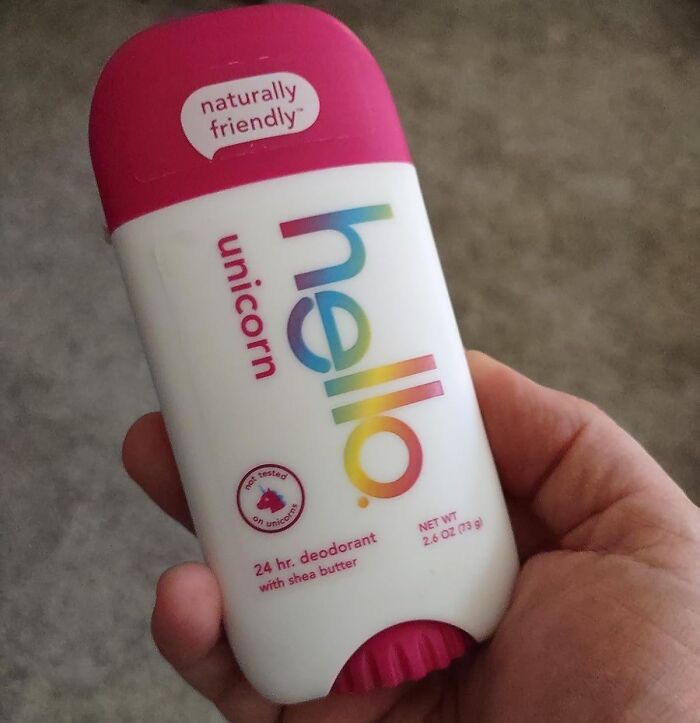 naturally
friendly™
hello.
unicorn
not tested
on unicorns
24 hr. deodorant
with shea butter
NET WT
2.6 OZ (73 g)